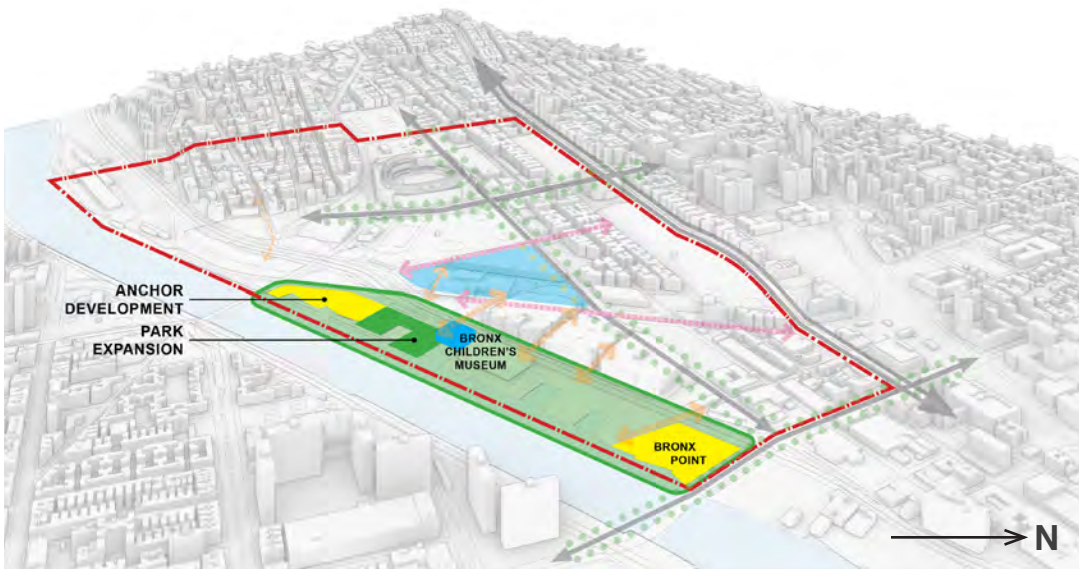 ANCHOR
DEVELOPMENT
PARK
EXPANSION
BRONX
CHILDREN'S
MUSEUM
BRONX
POINT
N